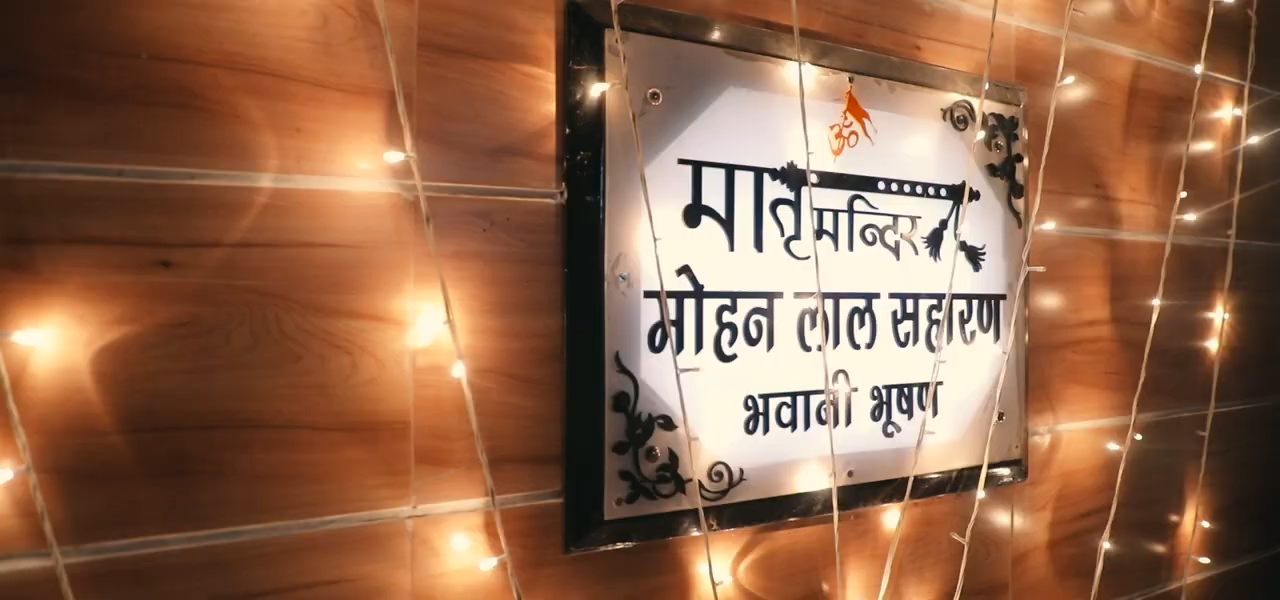 ॐ
मातृ मन्दिर
मोहन लाल सहारण
भवानी भूषण